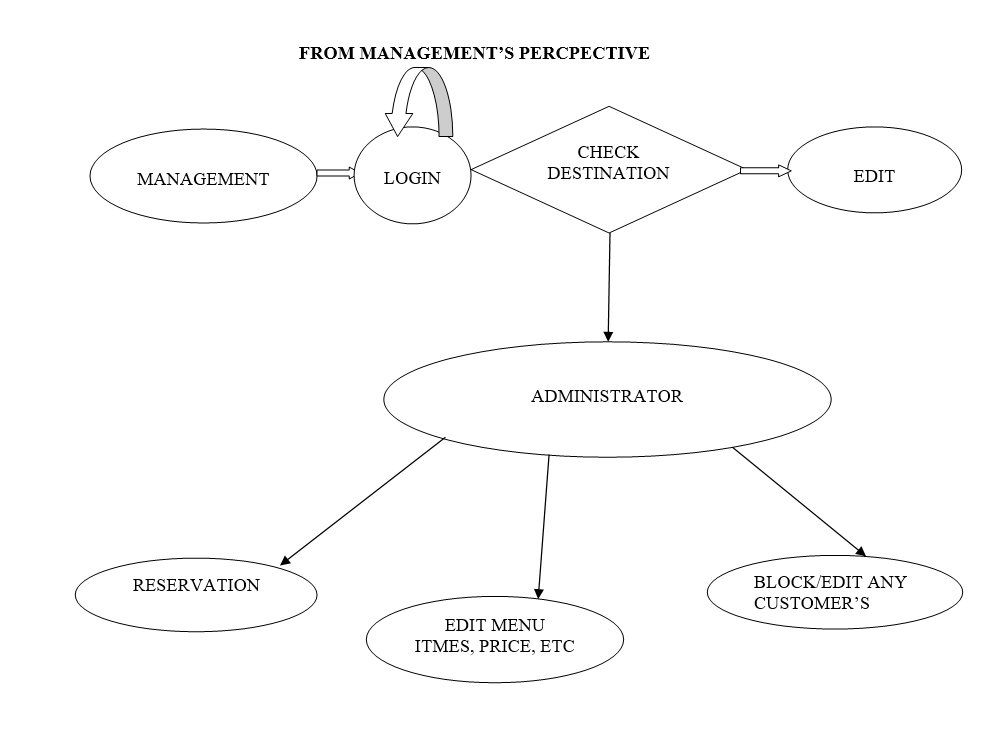 FROM MANAGEMENT’S PERCPECTIVE
MANAGEMENT
LOGIN
CHECK
DESTINATION
EDIT
ADMINISTRATOR
RESERVATION
EDIT MENU
ITMES, PRICE, ETC
BLOCK/EDIT ANY
CUSTOMER’S